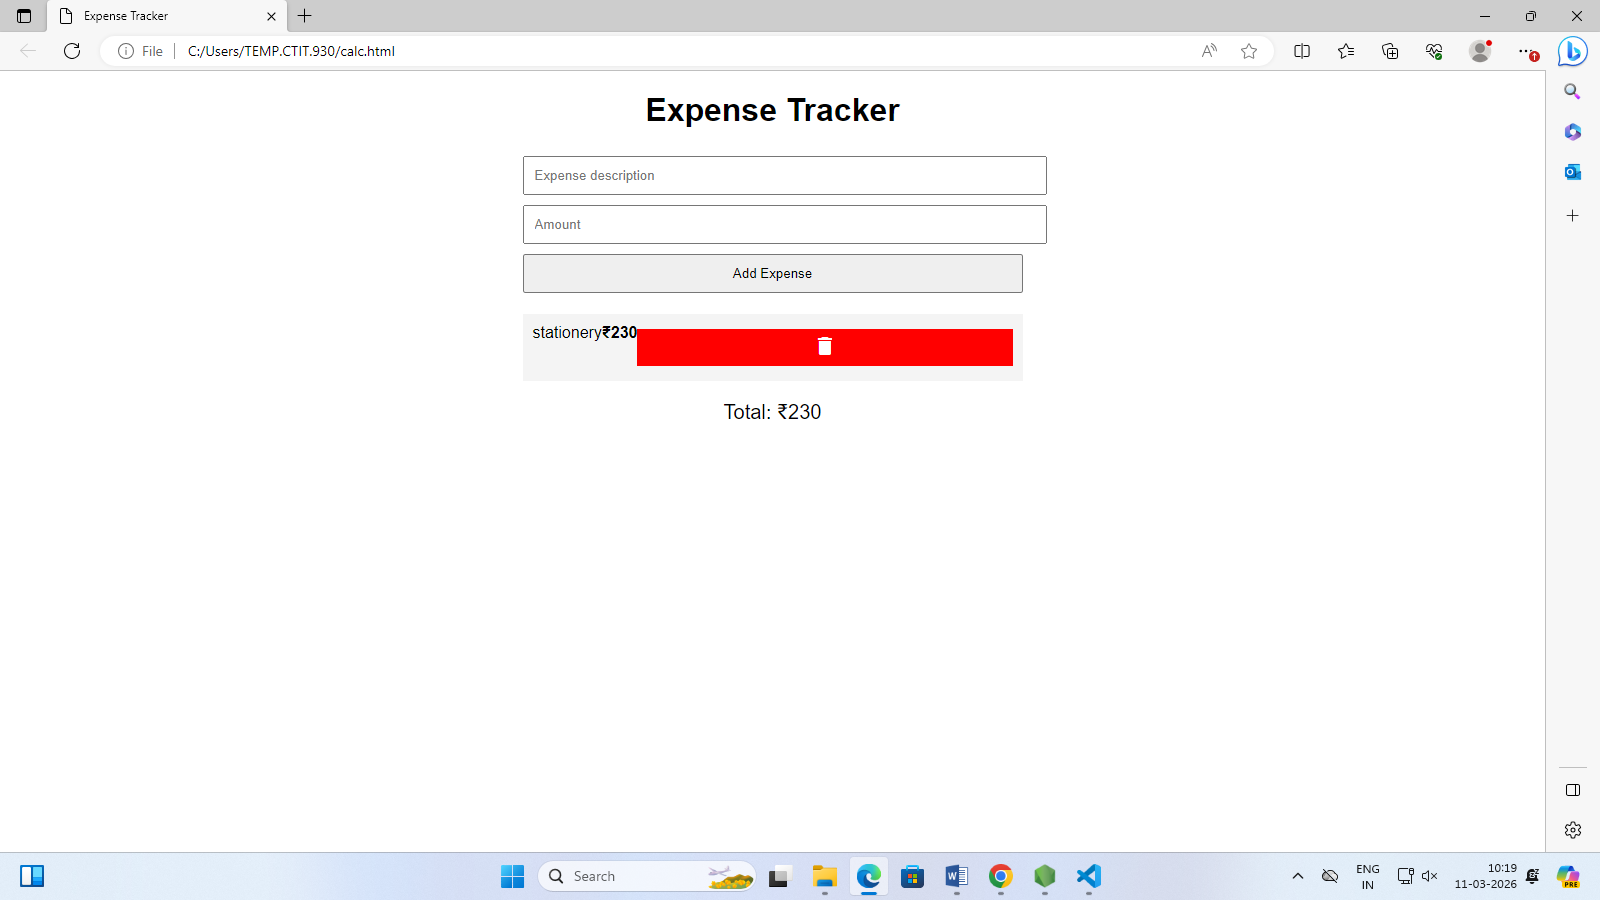 Expense Tracker
File
C:/Users/TEMP.CTIT.930/calc.html
Expense Tracker
Expense description
Amount
Add Expense
stationery₹230
Total: ₹230
Search
ENG
IN
10:19
11-03-2026
PRE